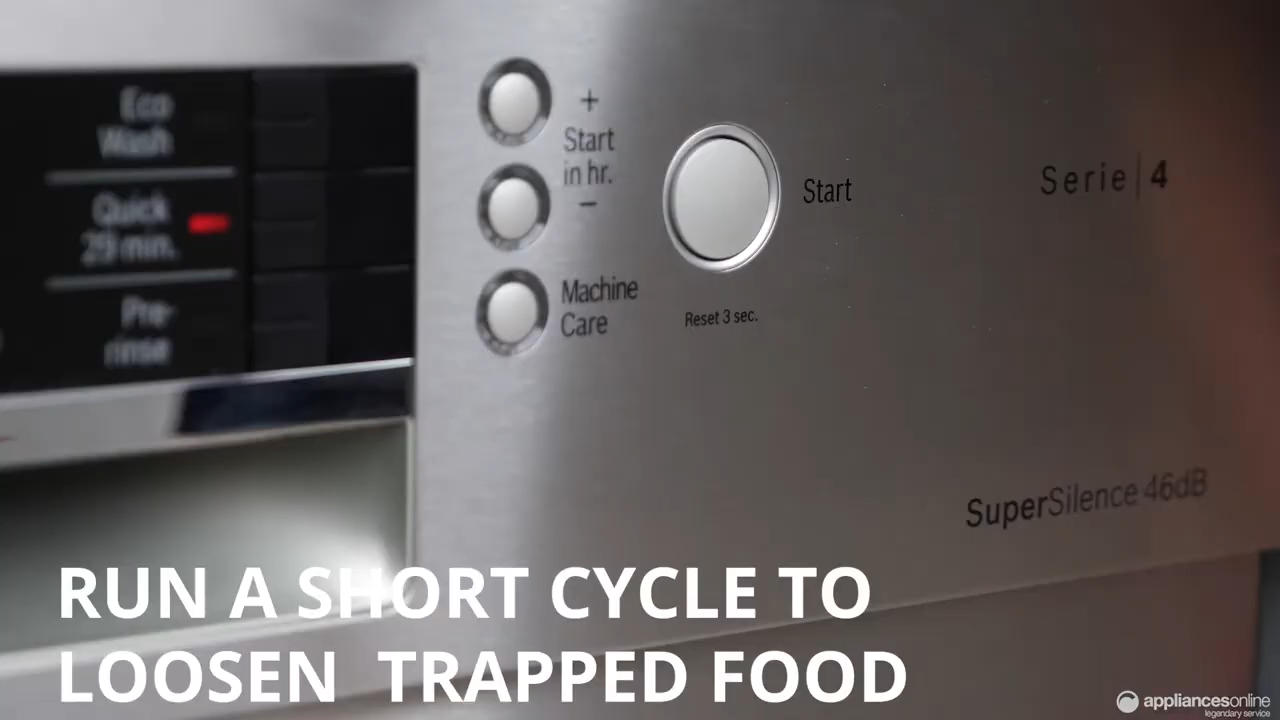 Eco
Wash
Quick
29 min.
Pre-
rinse
+
Start
in hr.
−
Machine
Care
Start
Reset 3 sec.
Serie | 4
SuperSilence 46dB
RUN A SHORT CYCLE TO
LOOSEN  TRAPPED FOOD
appliancesonline
legendary service